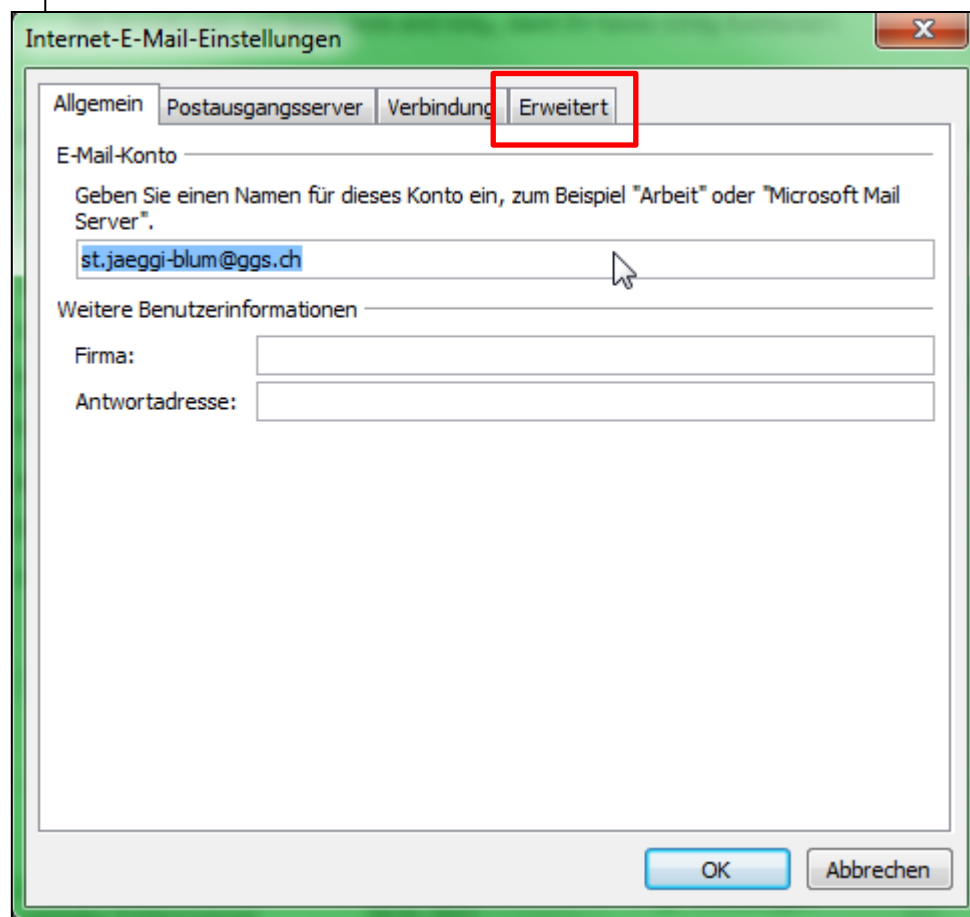 Internet-E-Mail-Einstellungen
Allgemein Postausgangsserver Verbindung Erweitert
E-Mail-Konto
Geben Sie einen Namen für dieses Konto ein, zum Beispiel "Arbeit" oder "Microsoft Mail
Server".
st.jaeggi-blum@ggs.ch
Weitere Benutzerinformationen
Firma:
Antwortadresse:
OK Abbrechen